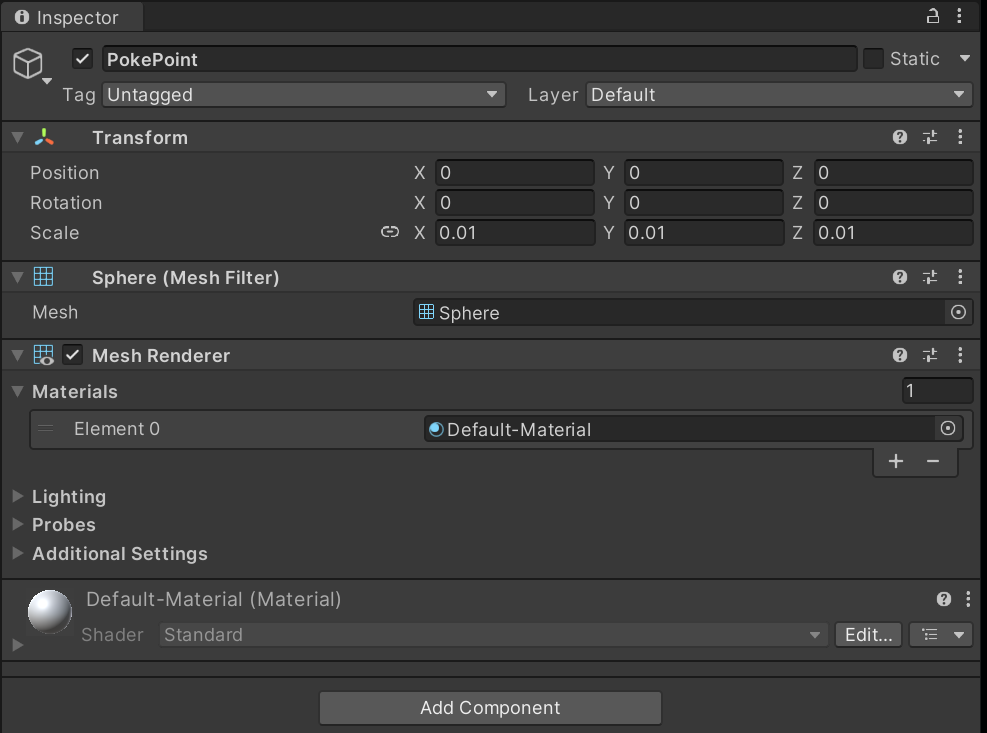 Inspector
PokePoint Static
Tag Untagged Layer Default
Transform
Position X 0 Y 0 Z 0
Rotation X 0 Y 0 Z 0
Scale X 0.01 Y 0.01 Z 0.01
Sphere (Mesh Filter)
Mesh Sphere
Mesh Renderer
Materials 1
Element 0 Default-Material
Lighting
Probes
Additional Settings
Default-Material (Material)
Shader Standard Edit...
Add Component